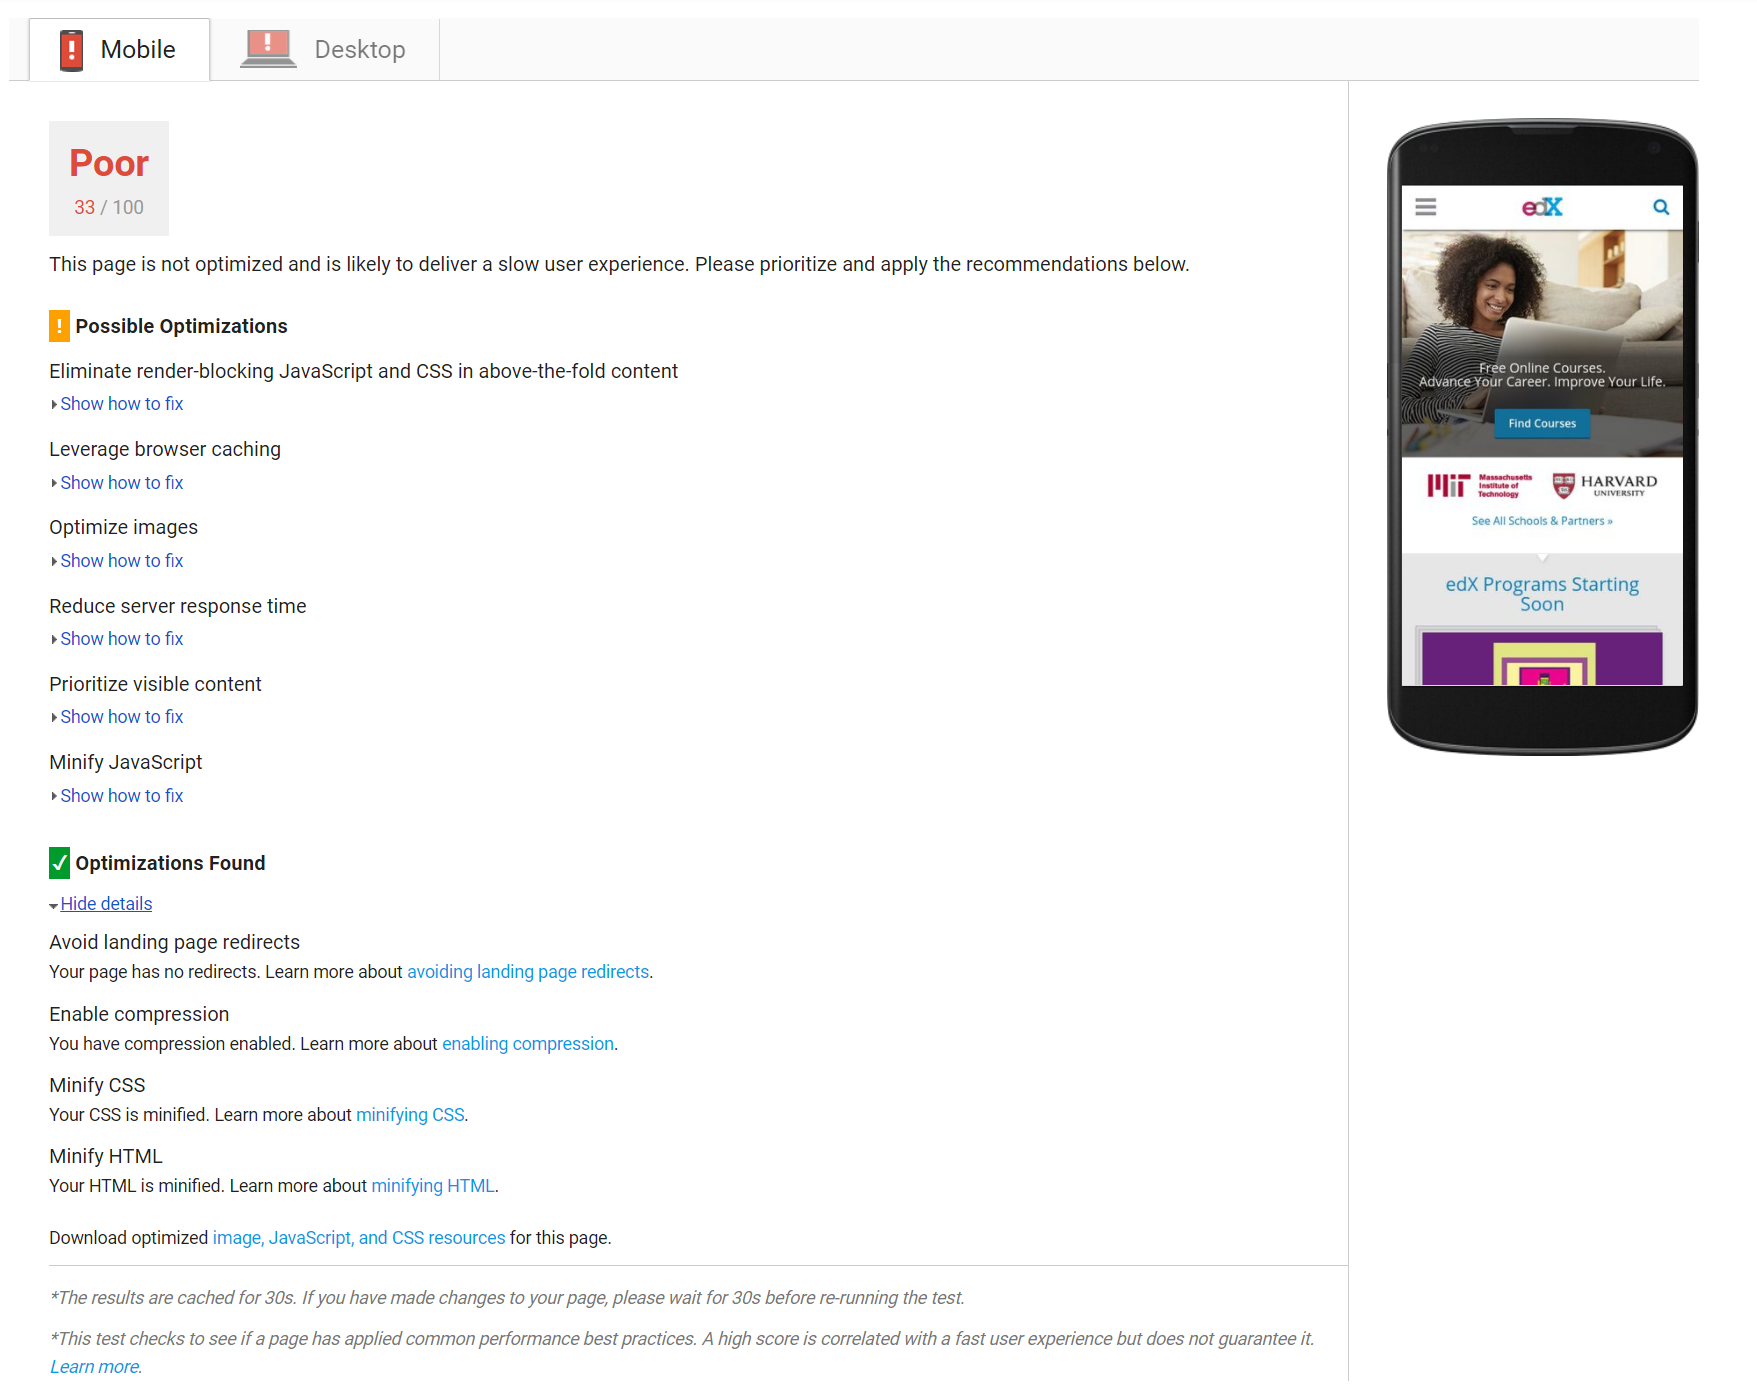 Mobile
Desktop
Poor
33 / 100
This page is not optimized and is likely to deliver a slow user experience. Please prioritize and apply the recommendations below.
! Possible Optimizations
Eliminate render-blocking JavaScript and CSS in above-the-fold content
Show how to fix
Leverage browser caching
Show how to fix
Optimize images
Show how to fix
Reduce server response time
Show how to fix
Prioritize visible content
Show how to fix
Minify JavaScript
Show how to fix
Optimizations Found
Hide details
Avoid landing page redirects
Your page has no redirects. Learn more about avoiding landing page redirects.
Enable compression
You have compression enabled. Learn more about enabling compression.
Minify CSS
Your CSS is minified. Learn more about minifying CSS.
Minify HTML
Your HTML is minified. Learn more about minifying HTML.
Download optimized image, JavaScript, and CSS resources for this page.
*The results are cached for 30s. If you have made changes to your page, please wait for 30s before re-running the test.
*This test checks to see if a page has applied common performance best practices. A high score is correlated with a fast user experience but does not guarantee it.
Learn more.
edX
Free Online Courses.
Advance Your Career. Improve Your Life.
Find Courses
MIT Massachusetts
Institute of
Technology
HARVARD
UNIVERSITY
See All Schools & Partners »
edX Programs Starting
Soon